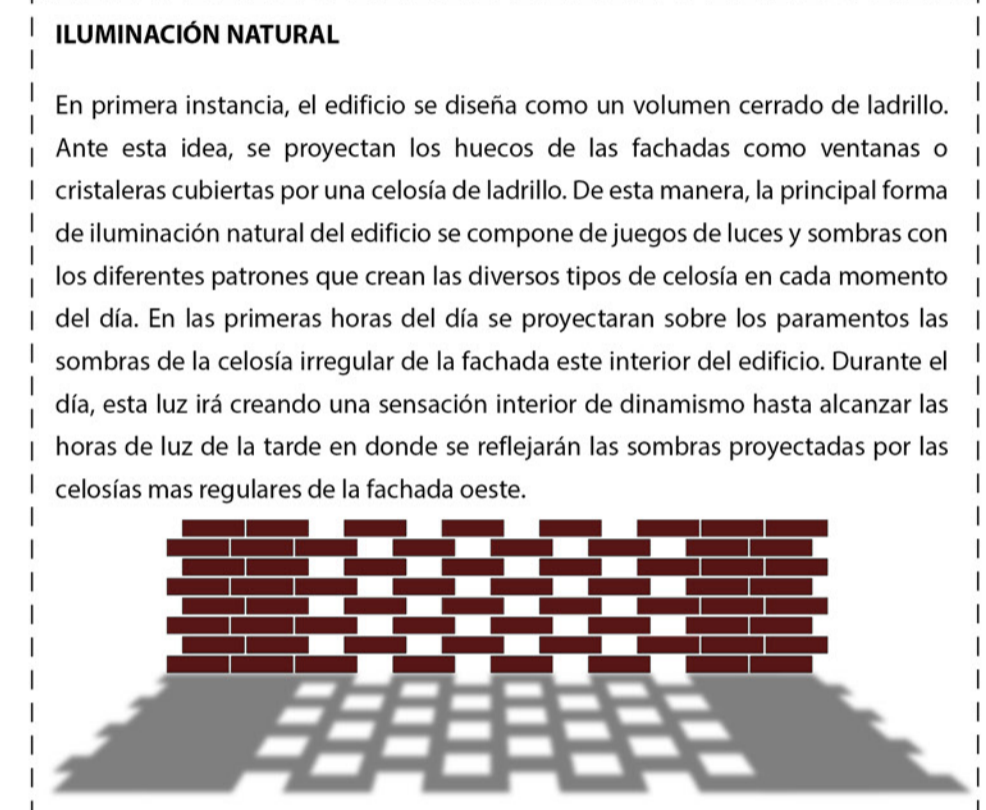 ILUMINACIÓN NATURAL
En primera instancia, el edificio se diseña como un volumen cerrado de ladrillo.
Ante esta idea, se proyectan los huecos de las fachadas como ventanas o
cristaleras cubiertas por una celosía de ladrillo. De esta manera, la principal forma
de iluminación natural del edificio se compone de juegos de luces y sombras con
los diferentes patrones que crean las diversos tipos de celosía en cada momento
del día. En las primeras horas del día se proyectaran sobre los paramentos las
sombras de la celosía irregular de la fachada este interior del edificio. Durante el
día, esta luz irá creando una sensación interior de dinamismo hasta alcanzar las
horas de luz de la tarde en donde se reflejarán las sombras proyectadas por las
celosías mas regulares de la fachada oeste.